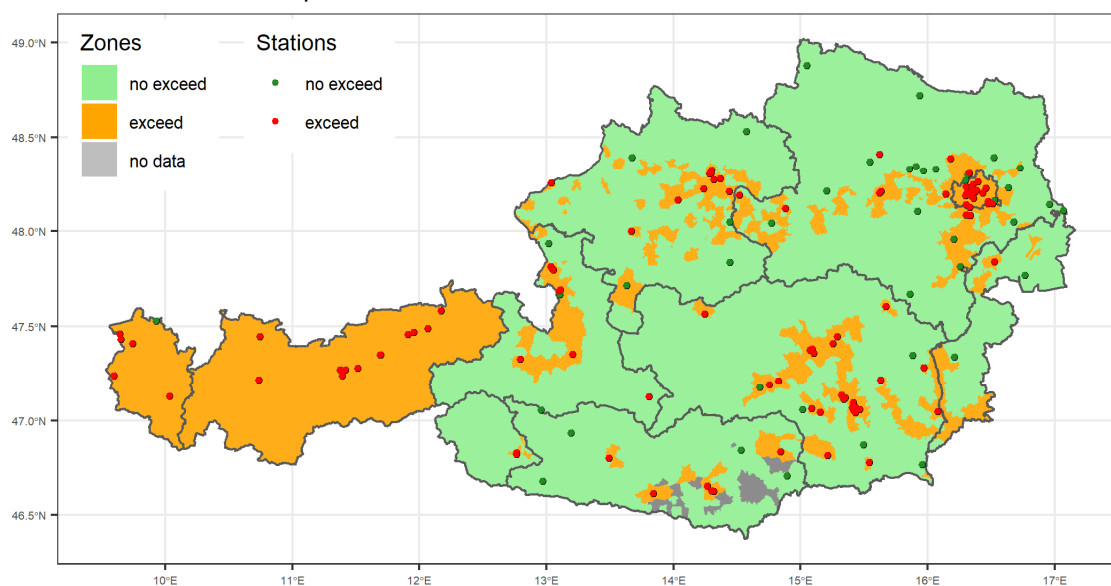 Zones
no exceed
exceed
no data
Stations
no exceed
exceed
49.0°N
48.5°N
48.0°N
47.5°N
47.0°N
46.5°N
10°E 11°E 12°E 13°E 14°E 15°E 16°E 17°E